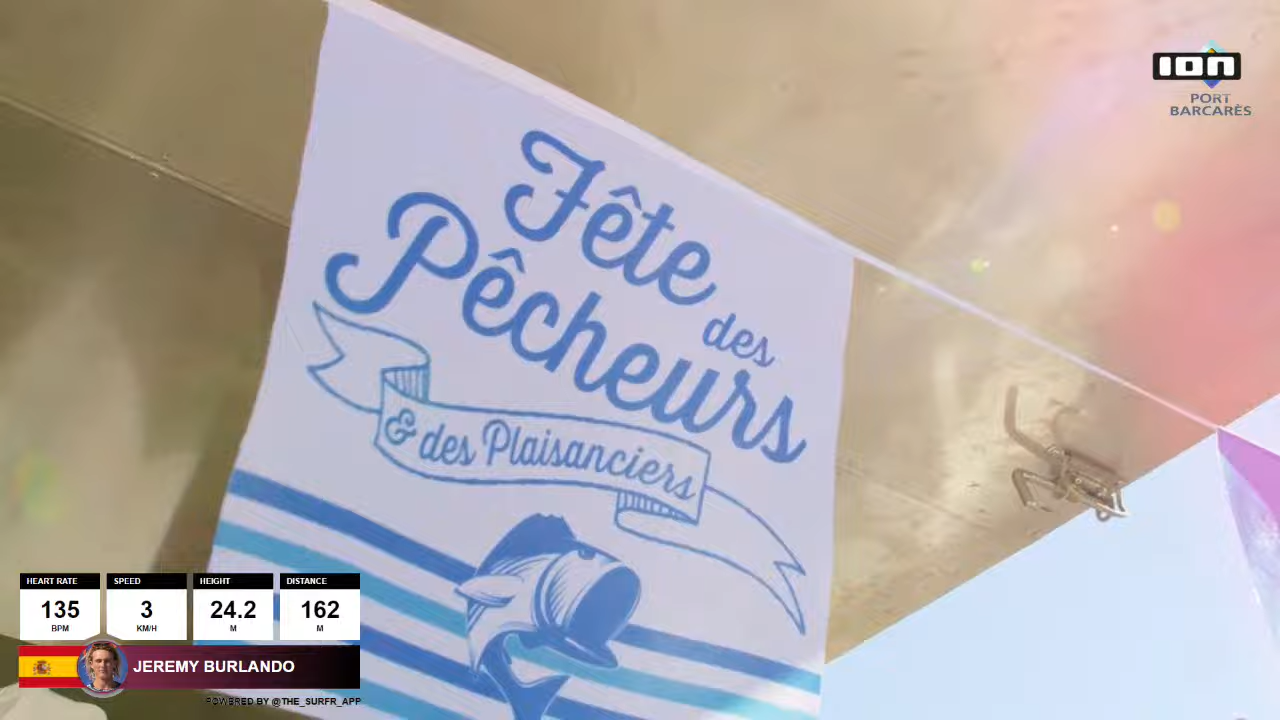 ION
PORT
BARCARÈS
Fête
des
Pêcheurs
& des Plaisanciers
HEART RATE
135
BPM
SPEED
3
KM/H
HEIGHT
24.2
M
DISTANCE
162
M
JEREMY BURLANDO
POWERED BY @THE_SURFR_APP